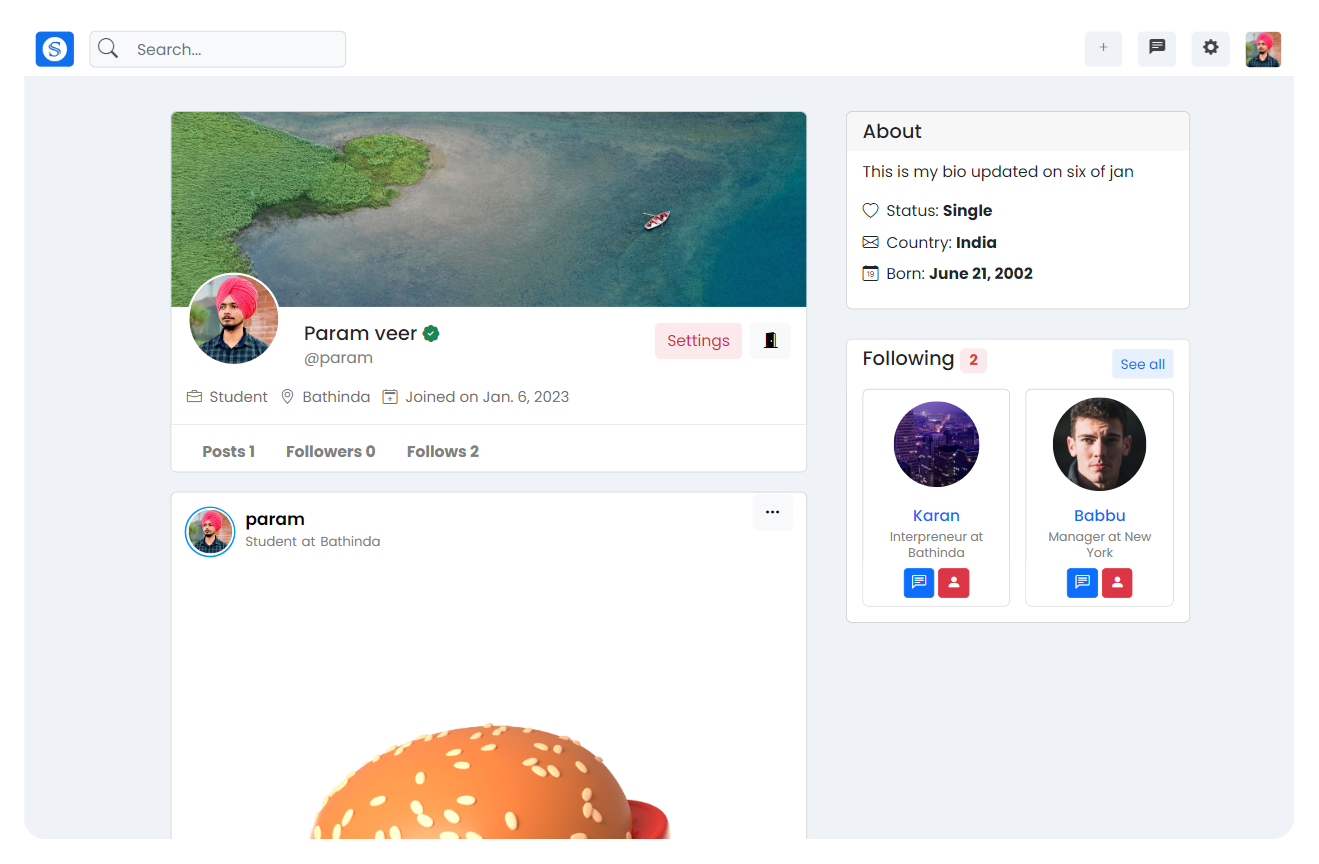 S
Search...
+
Param veer
@param
Settings
Student Bathinda Joined on Jan. 6, 2023
Posts 1 Followers 0 Follows 2
param
Student at Bathinda
...
About
This is my bio updated on six of jan
Status: Single
Country: India
19 Born: June 21, 2002
Following 2
See all
Karan
Interpreneur at
Bathinda
Babbu
Manager at New
York